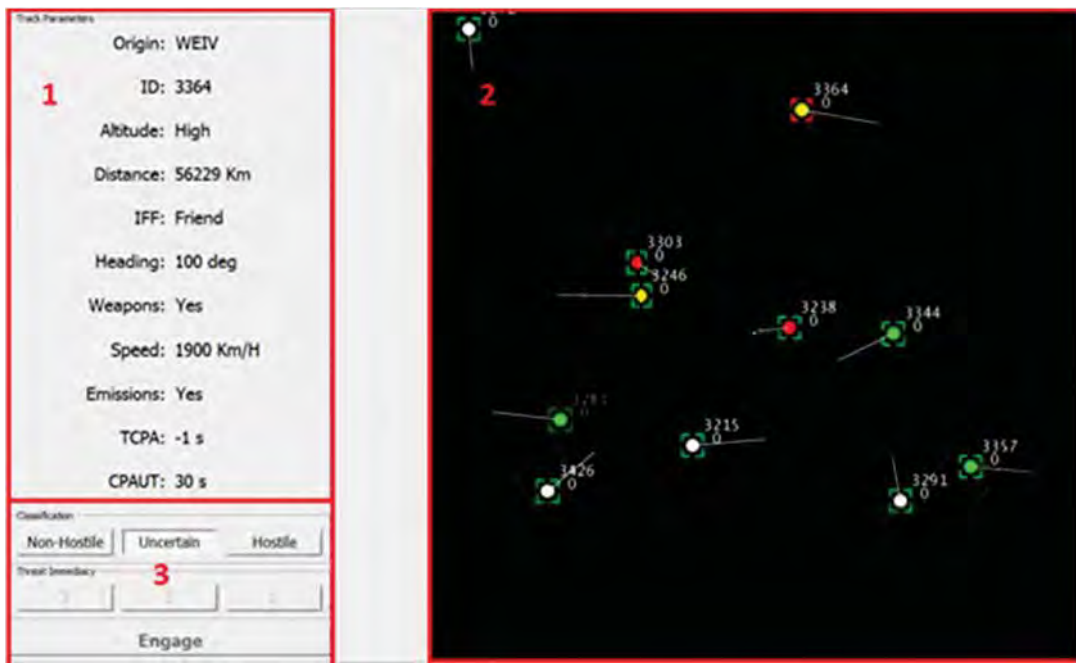 Track Parameters
Origin: WEIV
1
ID: 3364
Altitude: High
Distance: 56229 Km
IFF: Friend
Heading: 100 deg
Weapons: Yes
Speed: 1900 Km/H
Emissions: Yes
TCPA: -1 s
CPAUT: 30 s
Classification
Non-Hostile Uncertain Hostile
Threat Immediacy
3
Engage
2
0
3364
0
3303
0
3246
0
3238
0
3344
0
0
3215
0
3426
0
3357
0
3291
0